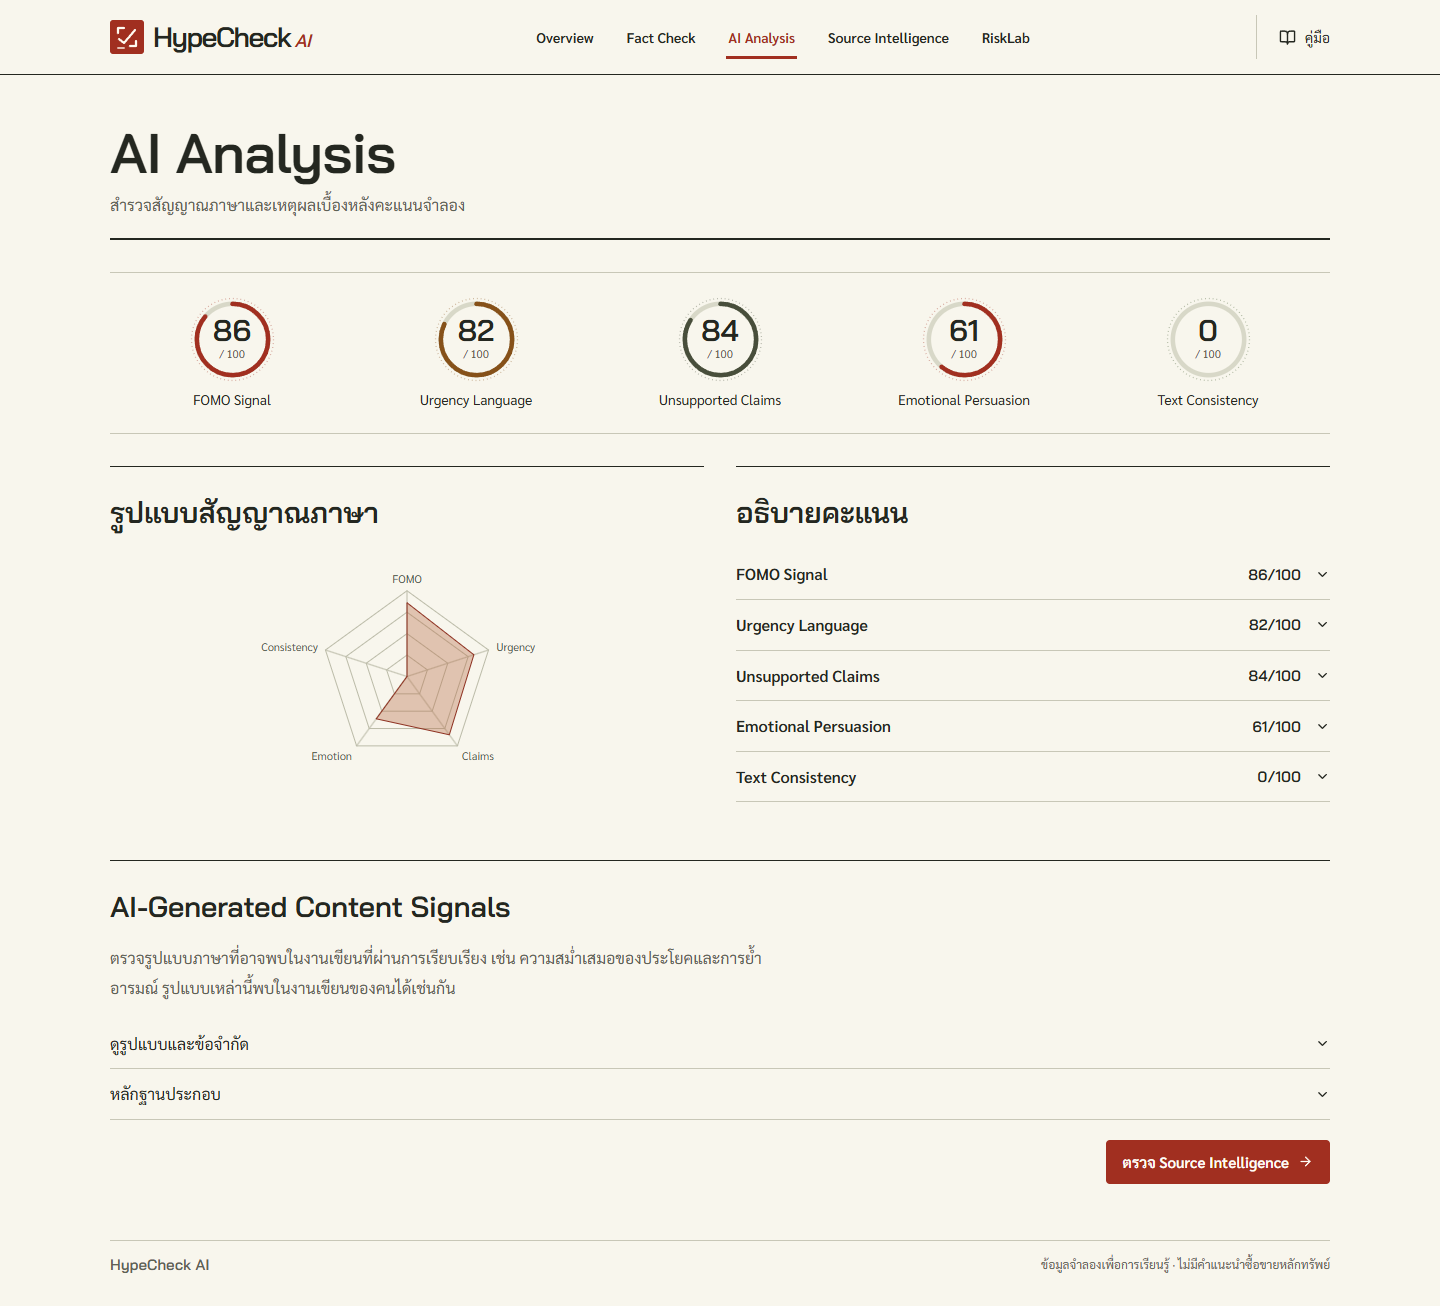 HypeCheck AI
Overview
Fact Check
AI Analysis
Source Intelligence
RiskLab
คู่มือ
AI Analysis
สำรวจสัญญาณภาษาและเหตุผลเบื้องหลังคะแนนจำลอง
86
/ 100
FOMO Signal
82
/ 100
Urgency Language
84
/ 100
Unsupported Claims
61
/ 100
Emotional Persuasion
0
/ 100
Text Consistency
รูปแบบสัญญาณภาษา
FOMO
Urgency
Claims
Emotion
Consistency
อธิบายคะแนน
FOMO Signal 86/100
Urgency Language 82/100
Unsupported Claims 84/100
Emotional Persuasion 61/100
Text Consistency 0/100
AI-Generated Content Signals
ตรวจรูปแบบภาษาที่อาจพบในงานเขียนที่ผ่านการเรียบเรียง เช่น ความสม่ำเสมอของประโยคและการย้ำ
อารมณ์ รูปแบบเหล่านี้พบในงานเขียนของคนได้เช่นกัน
ดูรูปแบบและข้อจำกัด
หลักฐานประกอบ
ตรวจ Source Intelligence
HypeCheck AI
ข้อมูลจำลองเพื่อการเรียนรู้ · ไม่มีคำแนะนำซื้อขายหลักทรัพย์